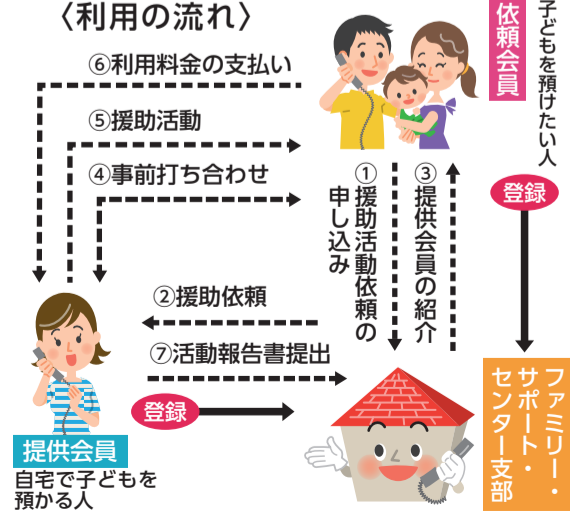 〈利用の流れ〉
⑥利用料金の支払い
⑤援助活動
④事前打ち合わせ
依頼会員
子どもを預けたい人
登録
①援助活動依頼の
申し込み
③提供会員の紹介
②援助依頼
⑦活動報告書提出
登録
提供会員
自宅で子どもを
預かる人
ファミリー・
サポート・
センター支部